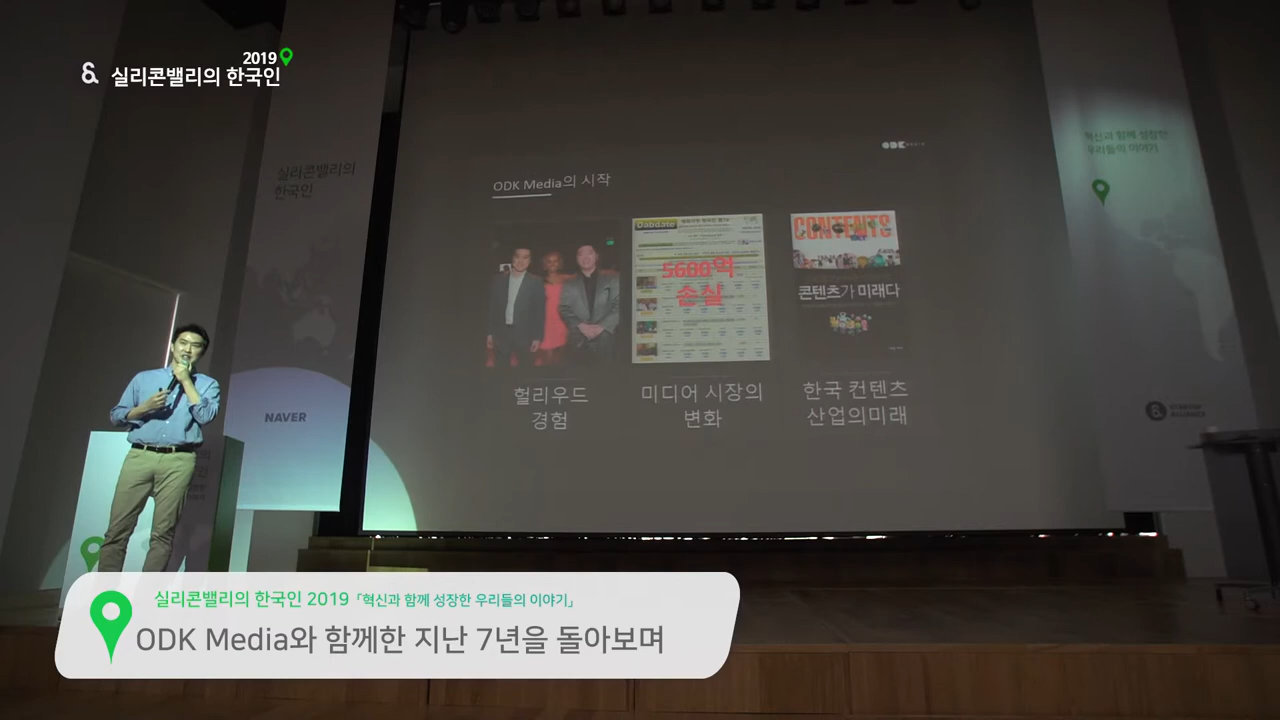 2019
& 실리콘밸리의 한국인
실리콘밸리의
한국인
NAVER
ODK MEDIA
ODK Media의 시작
Dabdate
5600억
손실
CONTENTS
콘텐츠가 미래다
헐리우드
경험
미디어 시장의
변화
한국 컨텐츠
산업의미래
혁신과 함께 성장한
우리들의 이야기
STARTUP
ALLIANCE
실리콘밸리의 한국인 2019 「혁신과 함께 성장한 우리들의 이야기」
ODK Media와 함께한 지난 7년을 돌아보며